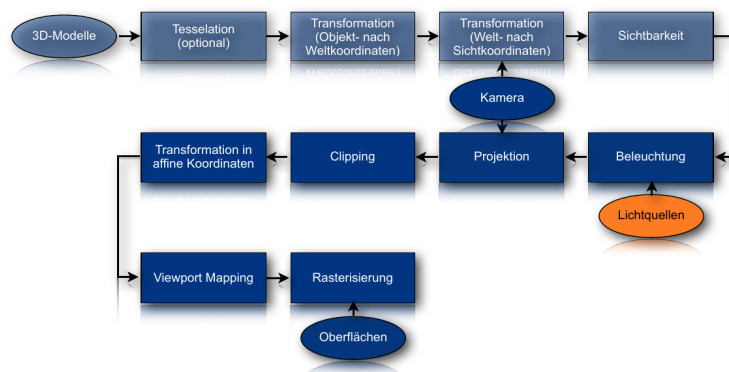 3D-Modelle
Tesselation
(optional)
Transformation
(Objekt- nach
Weltkoordinaten)
Transformation
(Welt- nach
Sichtkoordinaten)
Sichtbarkeit
Kamera
Transformation in
affine Koordinaten
Clipping
Projektion
Beleuchtung
Lichtquellen
Viewport Mapping
Rasterisierung
Oberflächen